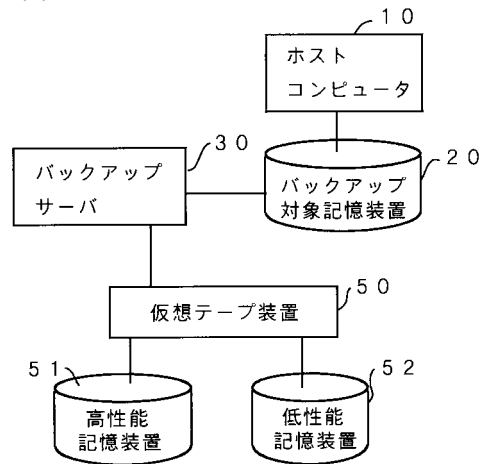 10
ホスト
コンピュータ
30
バックアップ
サーバ
20
バックアップ
対象記憶装置
50
仮想テープ装置
51
高性能
記憶装置
52
低性能
記憶装置